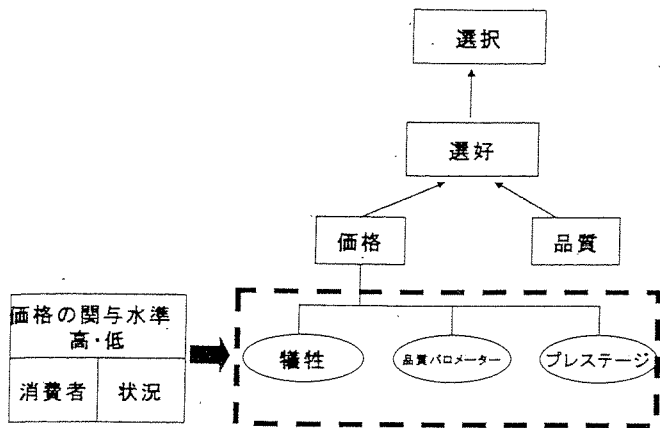 選択
選好
価格
品質
価格の関与水準
高・低
消費者
状況
犠牲
品質バロメーター
プレステージ